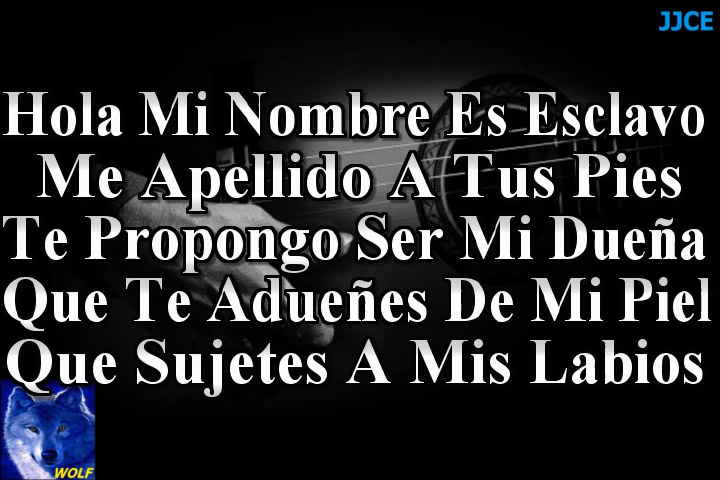 JJCE
Hola Mi Nombre Es Esclavo
Me Apellido A Tus Pies
Te Propongo Ser Mi Dueña
Que Te Adueñes De Mi Piel
Que Sujetes A Mis Labios
WOLF